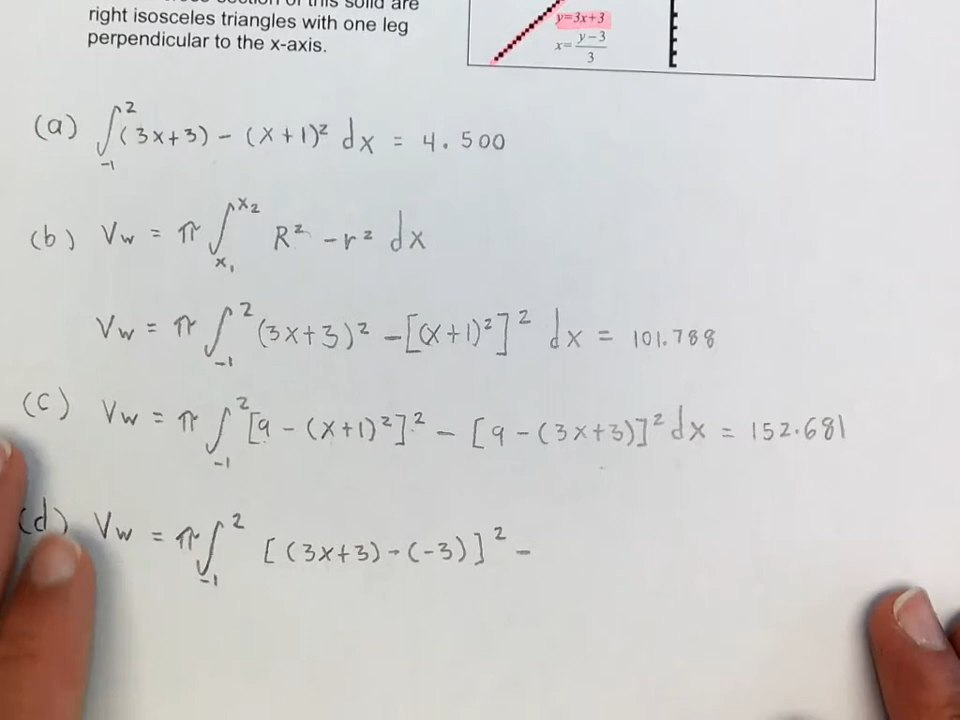 right isosceles triangles with one leg
perpendicular to the x-axis.
y=3x+3
x= y-3/3
(a) ∫_{-1}^{2} (3x+3) - (x+1)² dx = 4.500
(b) Vw = π ∫_{x₁}^{x₂} R² - r² dx
Vw = π ∫_{-1}^{2} (3x+3)² - [(x+1)²]² dx = 101.788
(c) Vw = π ∫_{-1}^{2} [9 - (x+1)²]² - [9 - (3x+3)]² dx = 152.681
(d) Vw = π ∫_{-1}^{2} [(3x+3) - (-3)]² -